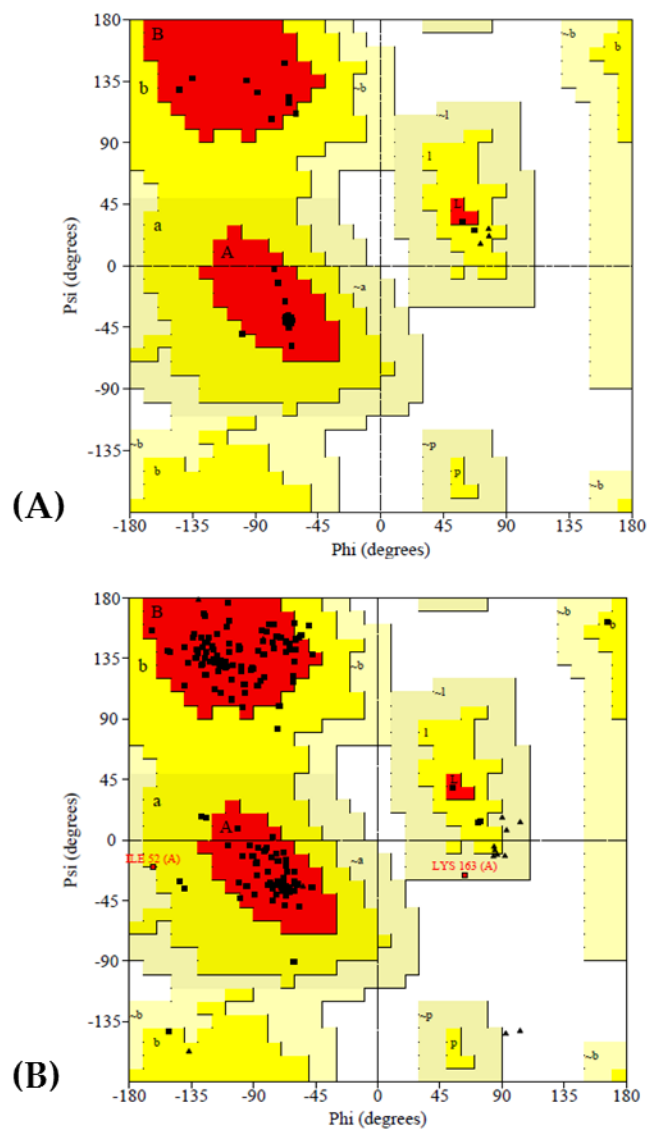 180
B
~b
b
135
b
~b
90
~l
l
45
L
a
A
0
~a
-45
-90
~b
~p
-135
b
p
~b
-180
-135
-90
-45
0
45
90
135
180
Psi (degrees)
Phi (degrees)
(A)
180
B
~b
b
135
b
~b
90
~l
l
45
L
a
A
0
ILE 52 (A)
~a
LYS 163 (A)
-45
-90
~b
~p
-135
b
p
~b
-180
-135
-90
-45
0
45
90
135
180
Psi (degrees)
Phi (degrees)
(B)